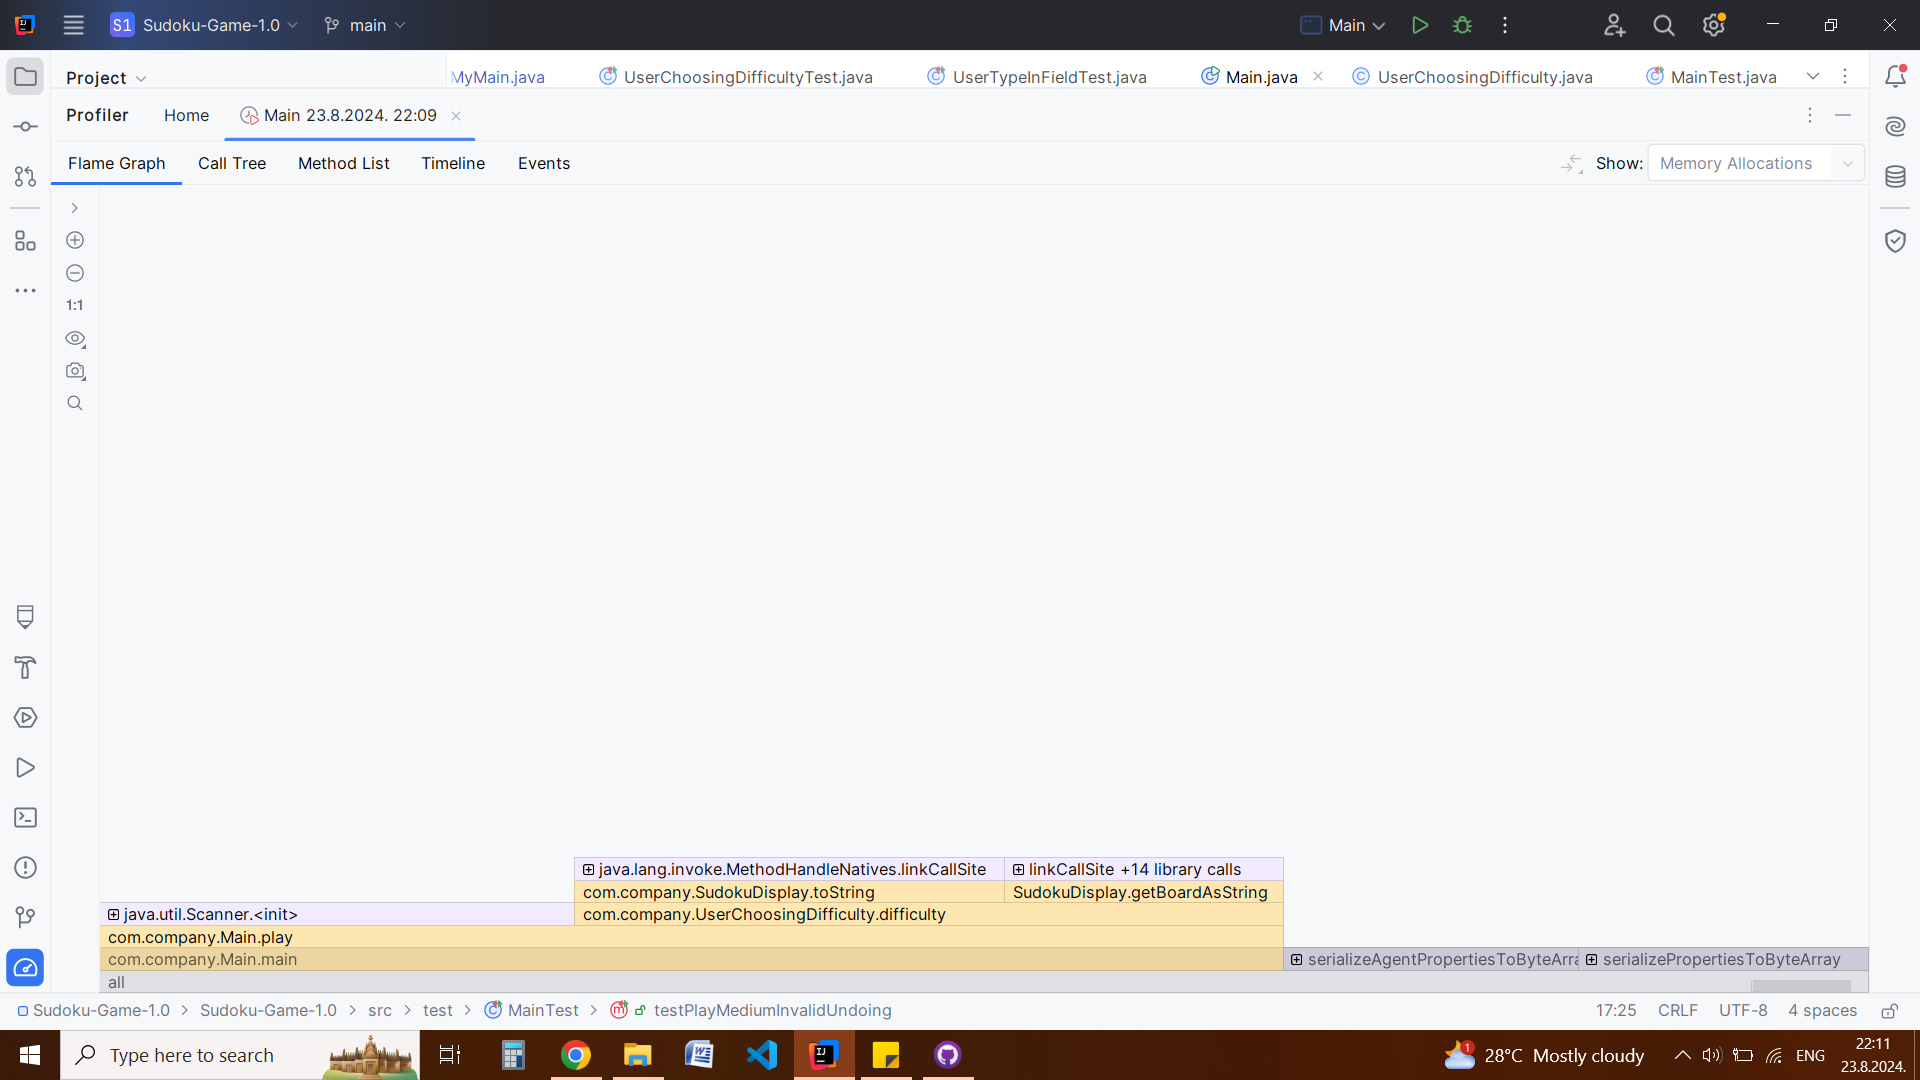 S1 Sudoku-Game-1.0 main Main
Project MyMain.java UserChoosingDifficultyTest.java UserTypeInFieldTest.java Main.java UserChoosingDifficulty.java MainTest.java
Profiler Home Main 23.8.2024. 22:09
Flame Graph Call Tree Method List Timeline Events Show: Memory Allocations
1:1
java.lang.invoke.MethodHandleNatives.linkCallSite linkCallSite +14 library calls
com.company.SudokuDisplay.toString SudokuDisplay.getBoardAsString
java.util.Scanner.<init> com.company.UserChoosingDifficulty.difficulty
com.company.Main.play
com.company.Main.main serializeAgentPropertiesToByteArra serializePropertiesToByteArray
all
Sudoku-Game-1.0 > Sudoku-Game-1.0 > src > test > MainTest > testPlayMediumInvalidUndoing 17:25 CRLF UTF-8 4 spaces
Type here to search 1 28°C Mostly cloudy ENG 22:11
23.8.2024.